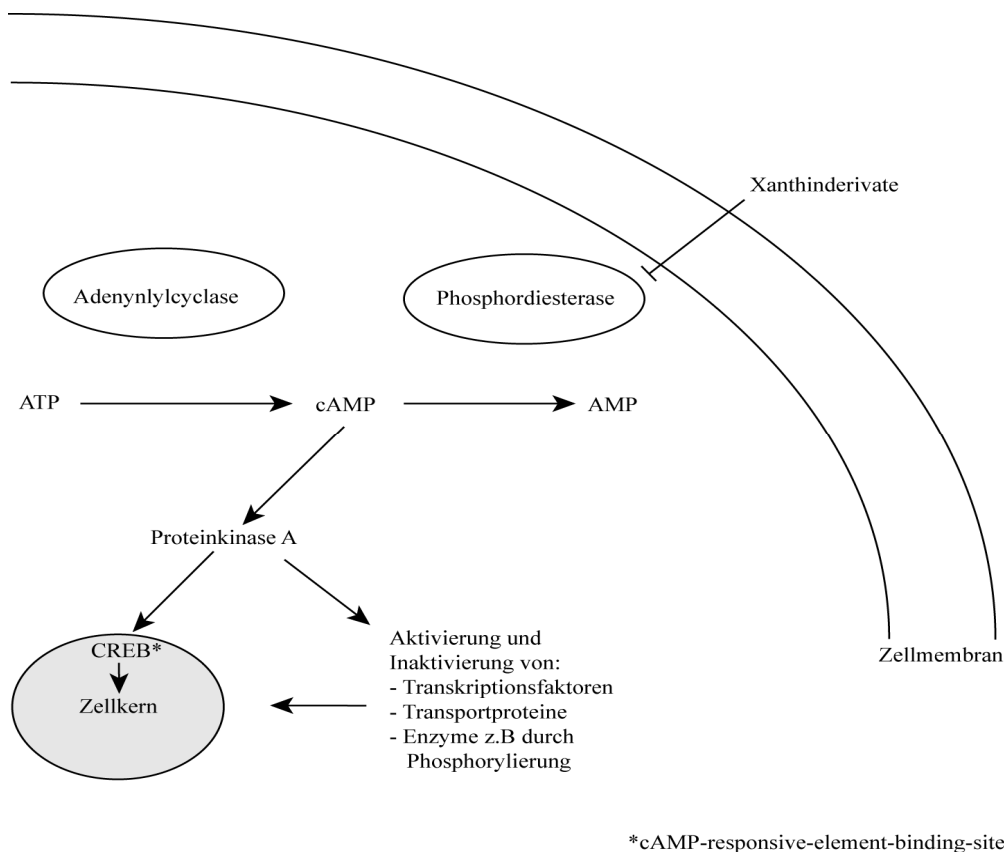 Xanthinderivate
Adenynlylcyclase
Phosphordiesterase
ATP
cAMP
AMP
Proteinkinase A
CREB*
Zellkern
Aktivierung und
Inaktivierung von:
- Transkriptionsfaktoren
- Transportproteine
- Enzyme z.B durch
Phosphorylierung
Zellmembran
*cAMP-responsive-element-binding-site